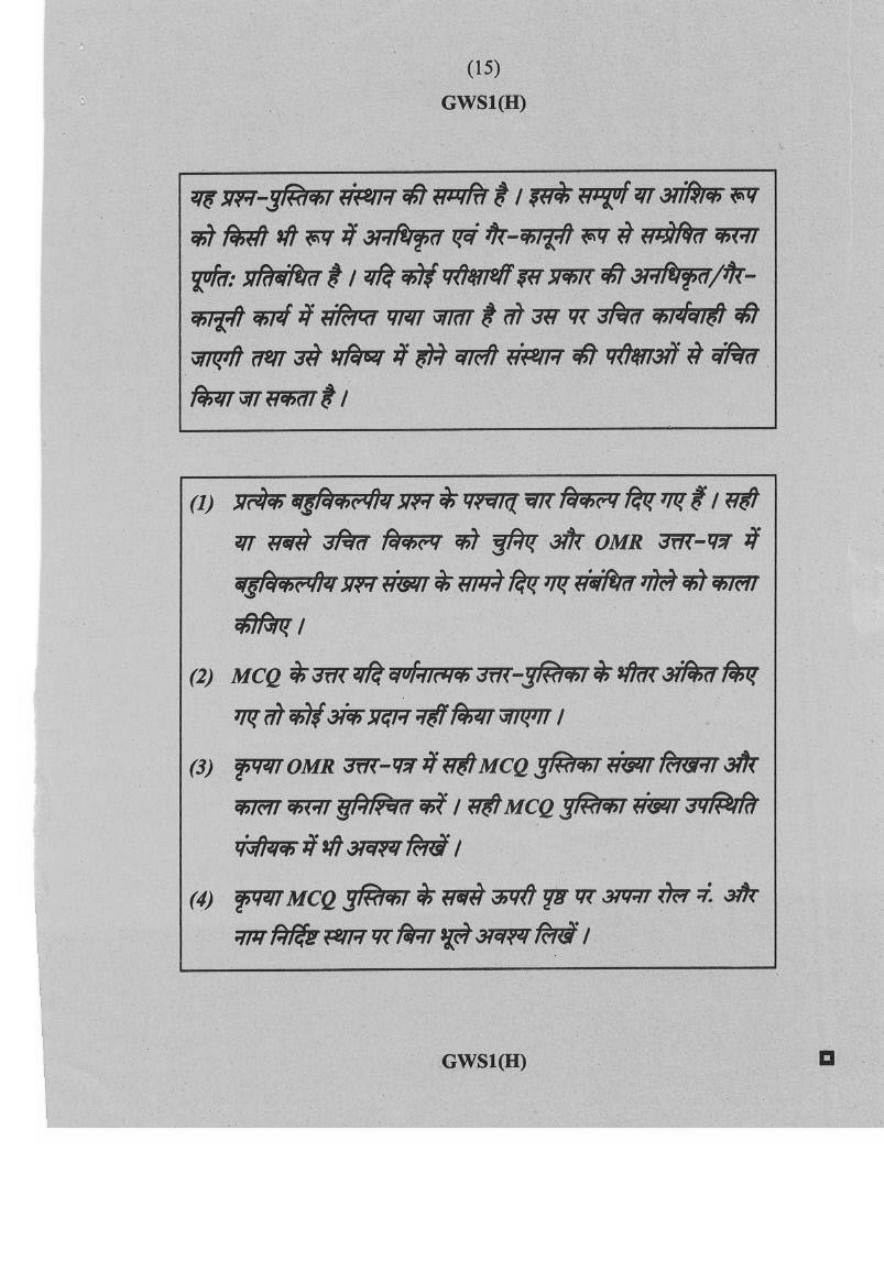 (15)
GWS1(H)
यह प्रश्न-पुस्तिका संस्थान की सम्पत्ति है । इसके सम्पूर्ण या आंशिक रूप
को किसी भी रूप में अनधिकृत एवं गैर-कानूनी रूप से सम्प्रेषित करना
पूर्णत: प्रतिबंधित है । यदि कोई परीक्षार्थी इस प्रकार की अनधिकृत/गैर-
कानूनी कार्य में संलिप्त पाया जाता है तो उस पर उचित कार्यवाही की
जाएगी तथा उसे भविष्य में होने वाली संस्थान की परीक्षाओं से वंचित
किया जा सकता है ।
(1) प्रत्येक बहुविकल्पीय प्रश्न के पश्चात् चार विकल्प दिए गए हैं । सही
या सबसे उचित विकल्प को चुनिए और OMR उत्तर-पत्र में
बहुविकल्पीय प्रश्न संख्या के सामने दिए गए संबंधित गोले को काला
कीजिए ।
(2) MCQ के उत्तर यदि वर्णनात्मक उत्तर-पुस्तिका के भीतर अंकित किए
गए तो कोई अंक प्रदान नहीं किया जाएगा ।
(3) कृपया OMR उत्तर-पत्र में सही MCQ पुस्तिका संख्या लिखना और
काला करना सुनिश्चित करें । सही MCQ पुस्तिका संख्या उपस्थिति
पंजीयक में भी अवश्य लिखें ।
(4) कृपया MCQ पुस्तिका के सबसे ऊपरी पृष्ठ पर अपना रोल नं. और
नाम निर्दिष्ट स्थान पर बिना भूले अवश्य लिखें ।
GWS1(H)